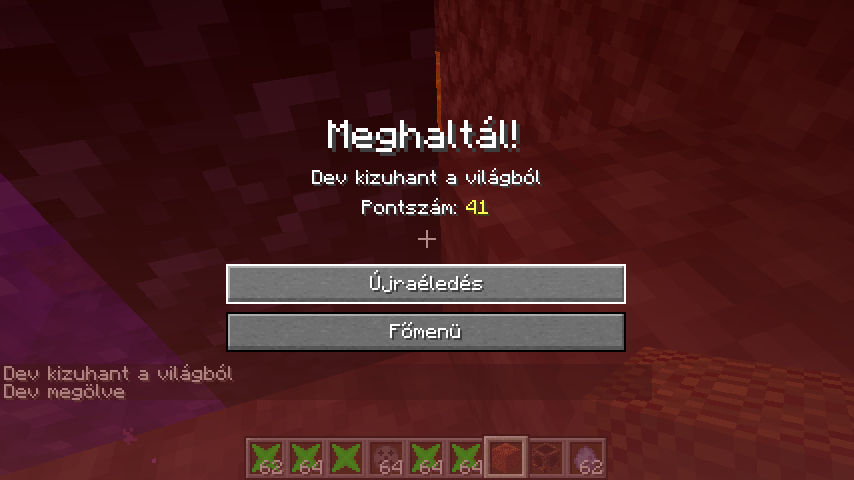 Meghaltál!
Dev kizuhant a világból
Pontszám: 41
Újraéledés
Főmenü
Dev kizuhant a világból
Dev megölve
62 64 64 64 64 62